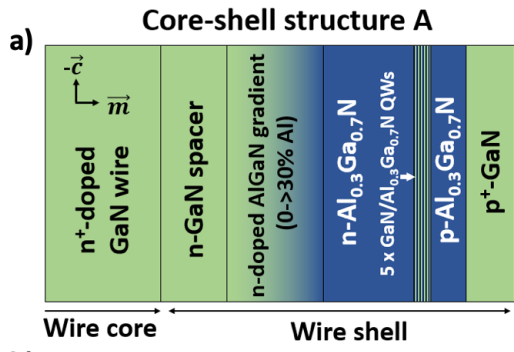 Core-shell structure A
a)
-c
m
n+-doped
GaN wire
n-GaN spacer
n-doped AlGaN gradient
(0->30% Al)
n-Al0.3Ga0.7N
5 x GaN/Al0.3Ga0.7N QWs
p-Al0.3Ga0.7N
p+-GaN
Wire core
Wire shell